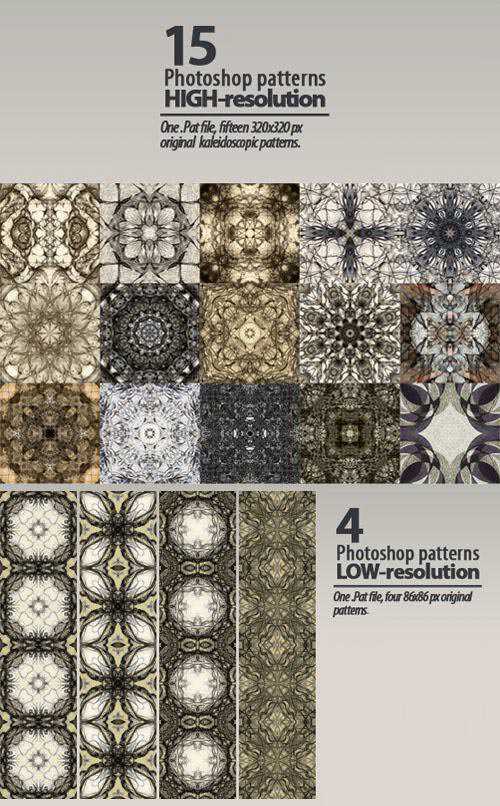 15
Photoshop patterns
HIGH-resolution
One .Pat file, fifteen 320x320 px
original kaleidoscopic patterns.
4
Photoshop patterns
LOW-resolution
One .Pat file, four 86x86 px original
patterns.